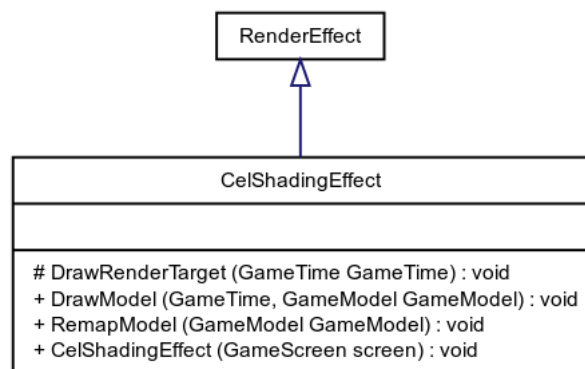 RenderEffect
CelShadingEffect
# DrawRenderTarget (GameTime GameTime) : void
+ DrawModel (GameTime, GameModel GameModel) : void
+ RemapModel (GameModel GameModel) : void
+ CelShadingEffect (GameScreen screen) : void